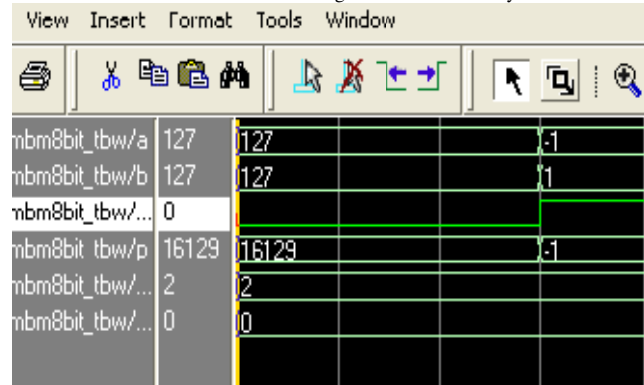 View Insert Format Tools Window
mbm8bit_tbw/a 127 127 -1
mbm8bit_tbw/b 127 127 1
mbm8bit_tbw/... 0
mbm8bit_tbw/p 16129 16129 -1
mbm8bit_tbw/... 2 2
mbm8bit_tbw/... 0 0